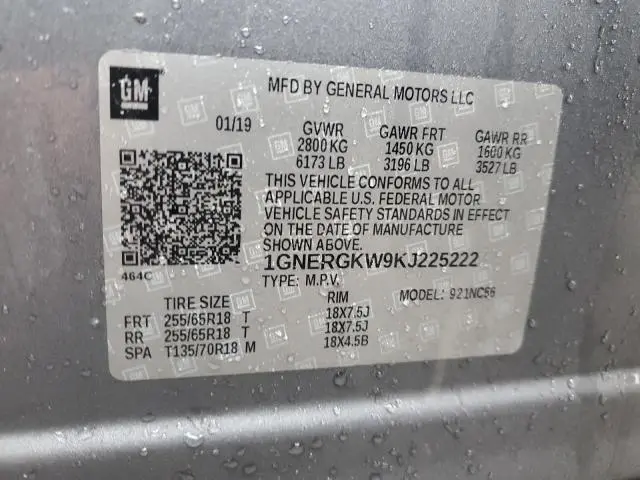 GM
MFD BY GENERAL MOTORS LLC
01/19
GVWR GAWR FRT GAWR RR
2800 KG 1450 KG 1600 KG
6173 LB 3196 LB 3527 LB
THIS VEHICLE CONFORMS TO ALL
APPLICABLE U.S. FEDERAL MOTOR
VEHICLE SAFETY STANDARDS IN EFFECT
ON THE DATE OF MANUFACTURE
SHOWN ABOVE.
464C
1GNERGKW9KJ225222
TYPE: M.P.V. MODEL: 921NC56
TIRE SIZE RIM
FRT 255/65R18 T 18X7.5J
RR 255/65R18 T 18X7.5J
SPA T135/70R18 M 18X4.5B